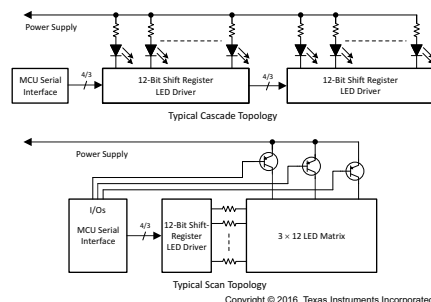 Power Supply
MCU Serial
Interface
4/3
12-Bit Shift Register
LED Driver
4/3
12-Bit Shift Register
LED Driver
Typical Cascade Topology
Power Supply
I/Os
MCU Serial
Interface
4/3
12-Bit Shift-
Register
LED Driver
3 × 12 LED Matrix
Typical Scan Topology
Copyright © 2016, Texas Instruments Incorporated